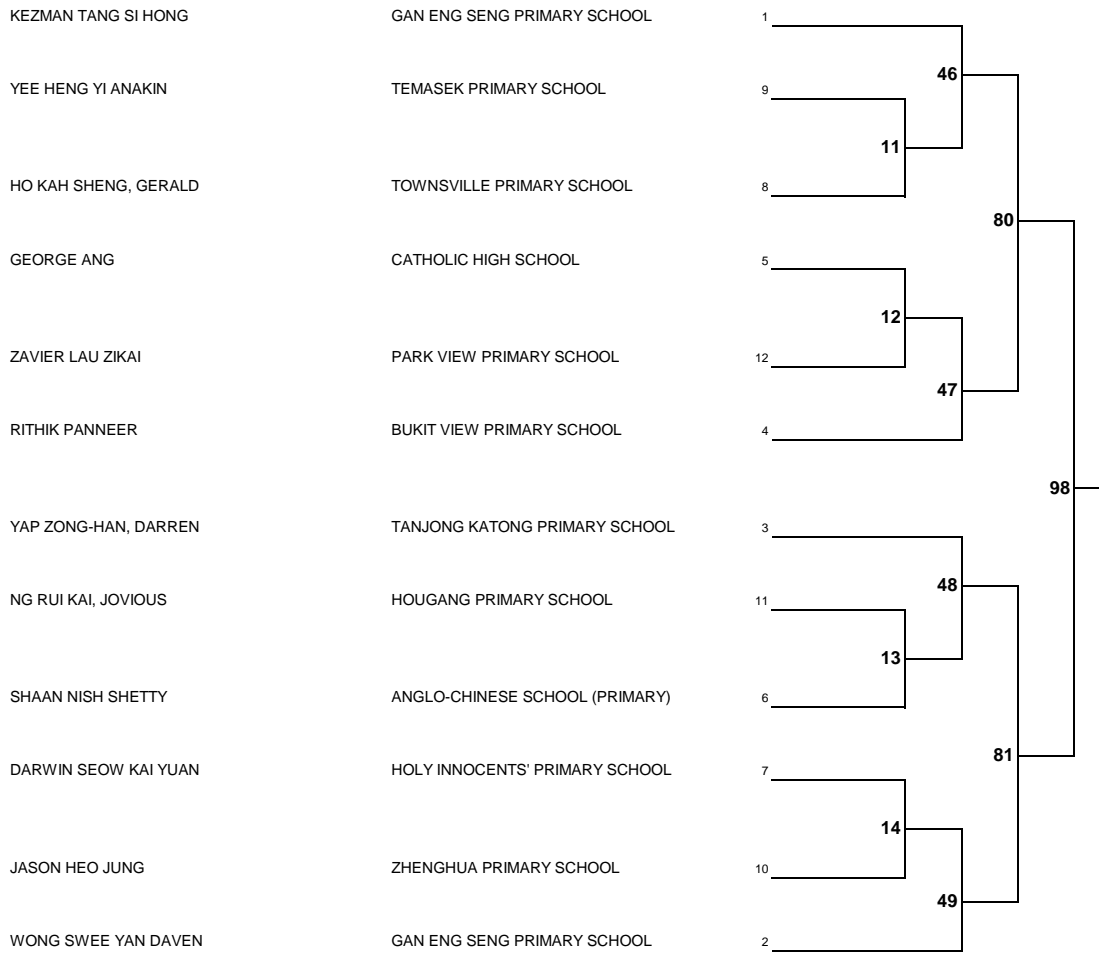 KEZMAN TANG SI HONG GAN ENG SENG PRIMARY SCHOOL 1
46
YEE HENG YI ANAKIN TEMASEK PRIMARY SCHOOL 9
11
HO KAH SHENG, GERALD TOWNSVILLE PRIMARY SCHOOL 8
80
GEORGE ANG CATHOLIC HIGH SCHOOL 5
12
ZAVIER LAU ZIKAI PARK VIEW PRIMARY SCHOOL 12
47
RITHIK PANNEER BUKIT VIEW PRIMARY SCHOOL 4
98
YAP ZONG-HAN, DARREN TANJONG KATONG PRIMARY SCHOOL 3
48
NG RUI KAI, JOVIOUS HOUGANG PRIMARY SCHOOL 11
13
SHAAN NISH SHETTY ANGLO-CHINESE SCHOOL (PRIMARY) 6
81
DARWIN SEOW KAI YUAN HOLY INNOCENTS' PRIMARY SCHOOL 7
14
JASON HEO JUNG ZHENGHUA PRIMARY SCHOOL 10
49
WONG SWEE YAN DAVEN GAN ENG SENG PRIMARY SCHOOL 2